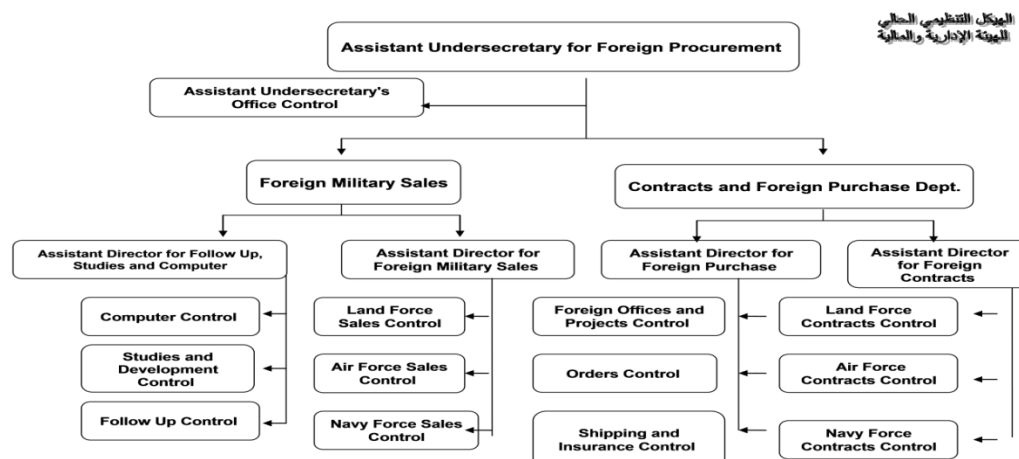 الهيكل التنظيمي الحالي
للهيئة الإدارية والمالية
Assistant Undersecretary for Foreign Procurement
Assistant Undersecretary's
Office Control
Foreign Military Sales
Contracts and Foreign Purchase Dept.
Assistant Director for Follow Up,
Studies and Computer
Assistant Director for
Foreign Military Sales
Assistant Director for
Foreign Purchase
Assistant Director
for Foreign
Contracts
Computer Control
Land Force
Sales Control
Foreign Offices and
Projects Control
Land Force
Contracts Control
Studies and
Development
Control
Air Force Sales
Control
Orders Control
Air Force
Contracts Control
Follow Up Control
Navy Force Sales
Control
Shipping and
Insurance Control
Navy Force
Contracts Control